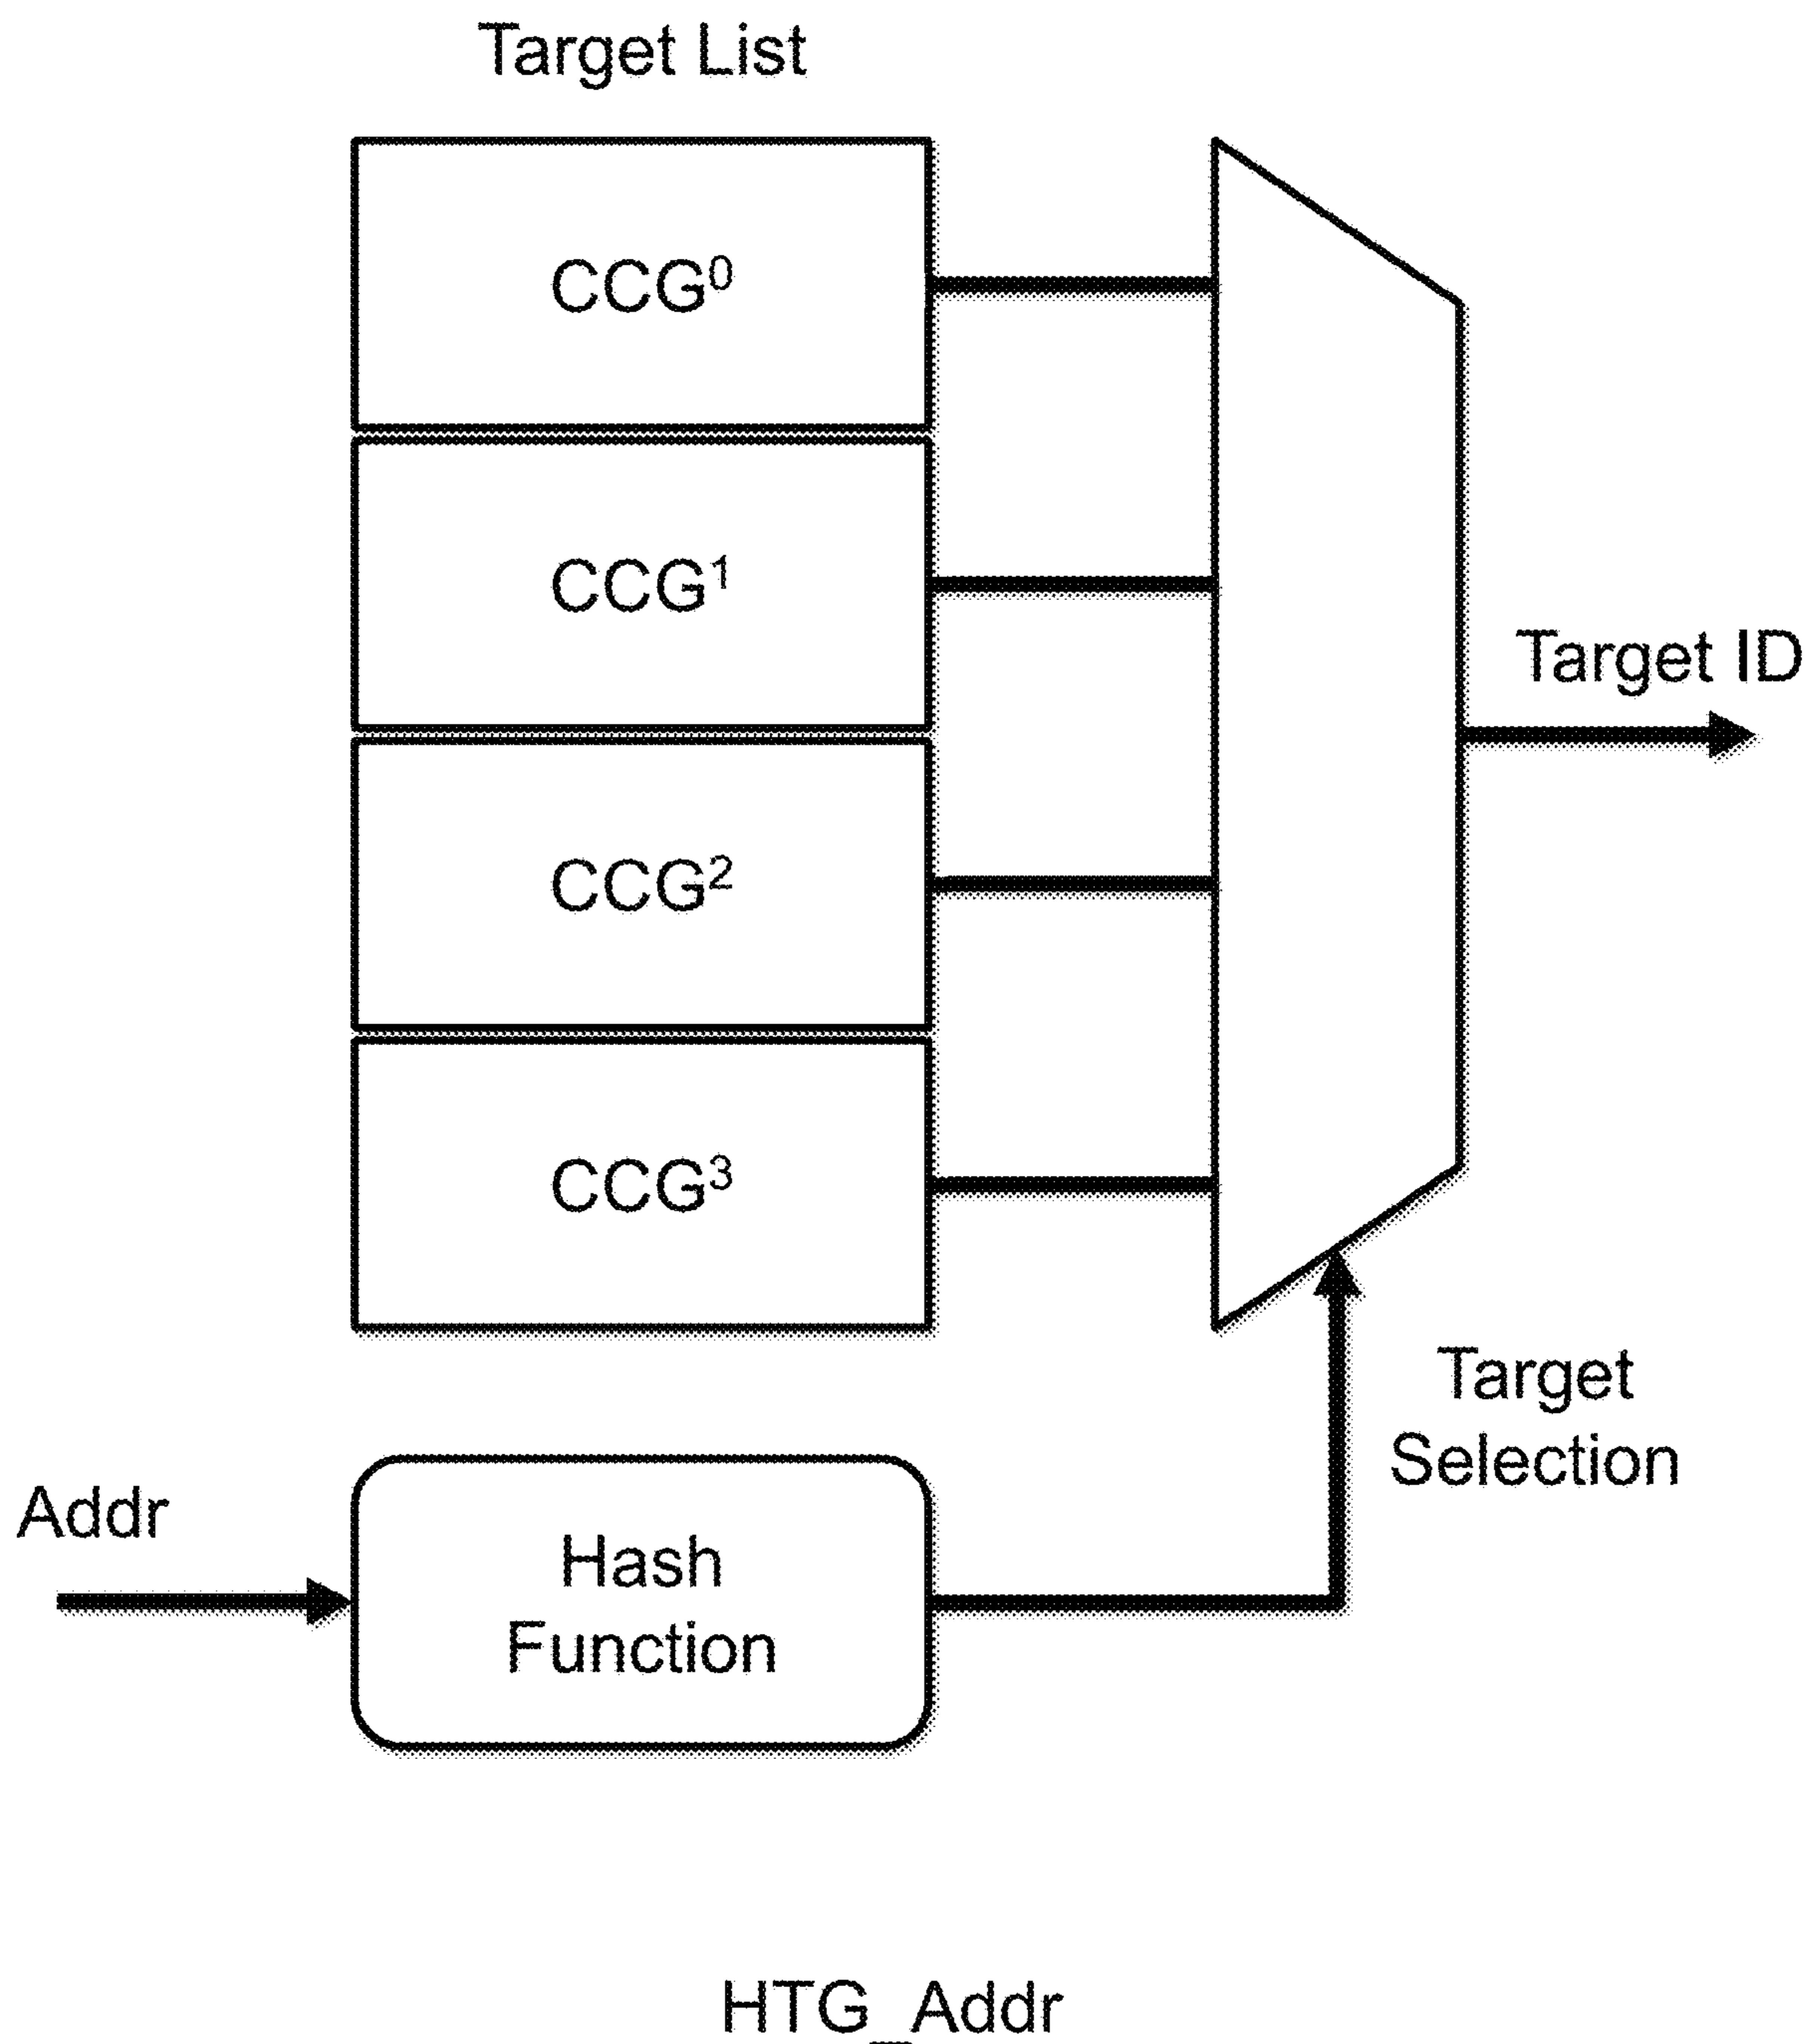 Target List
CCG⁰
CCG¹
CCG²
CCG³
Target ID
Target
Selection
Addr
Hash
Function
HTG_Addr